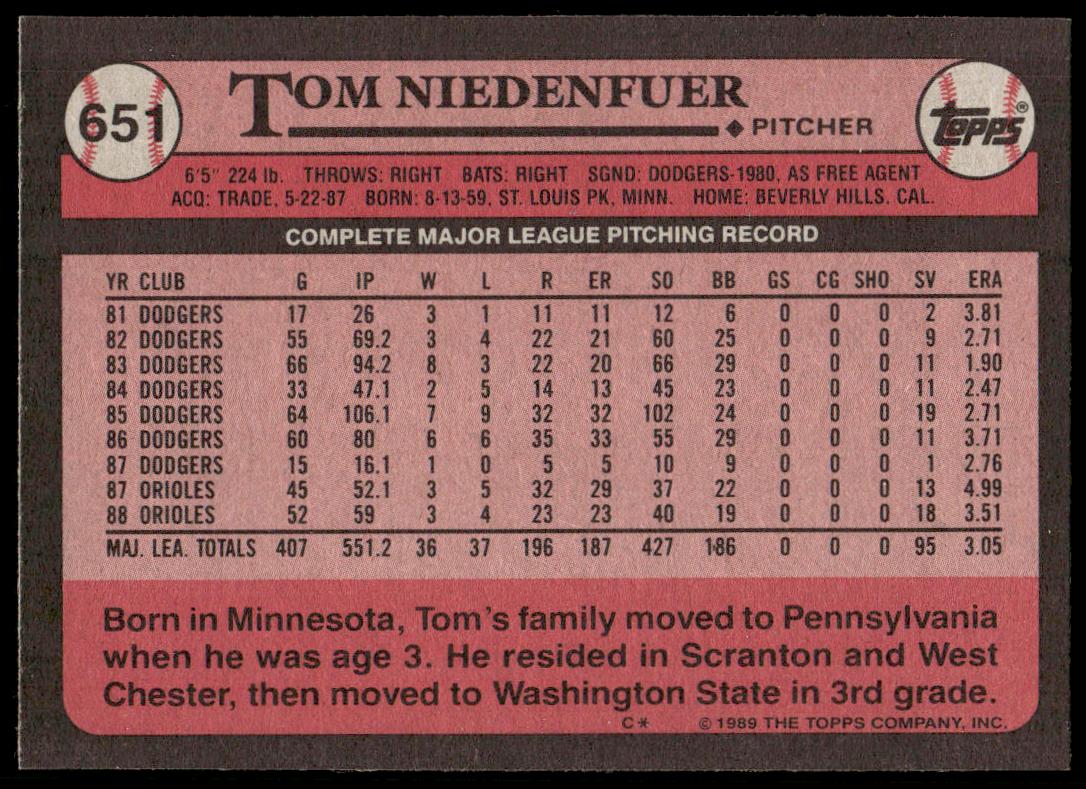 651
TOM NIEDENFUER
PITCHER
TOPPS®
6'5" 224 lb. THROWS: RIGHT BATS: RIGHT SGND: DODGERS-1980, AS FREE AGENT
ACQ: TRADE, 5-22-87 BORN: 8-13-59, ST. LOUIS PK, MINN. HOME: BEVERLY HILLS, CAL.
COMPLETE MAJOR LEAGUE PITCHING RECORD
YR CLUB G IP W L R ER SO BB GS CG SHO SV ERA
81 DODGERS 17 26 3 1 11 11 12 6 0 0 0 2 3.81
82 DODGERS 55 69.2 3 4 22 21 60 25 0 0 0 9 2.71
83 DODGERS 66 94.2 8 3 22 20 66 29 0 0 0 11 1.90
84 DODGERS 33 47.1 2 5 14 13 45 23 0 0 0 11 2.47
85 DODGERS 64 106.1 7 9 32 32 102 24 0 0 0 19 2.71
86 DODGERS 60 80 6 6 35 33 55 29 0 0 0 11 3.71
87 DODGERS 15 16.1 1 0 5 5 10 9 0 0 0 1 2.76
87 ORIOLES 45 52.1 3 5 32 29 37 22 0 0 0 13 4.99
88 ORIOLES 52 59 3 4 23 23 40 19 0 0 0 18 3.51
MAJ. LEA. TOTALS 407 551.2 36 37 196 187 427 186 0 0 0 95 3.05
Born in Minnesota, Tom's family moved to Pennsylvania
when he was age 3. He resided in Scranton and West
Chester, then moved to Washington State in 3rd grade.
C* © 1989 THE TOPPS COMPANY, INC.